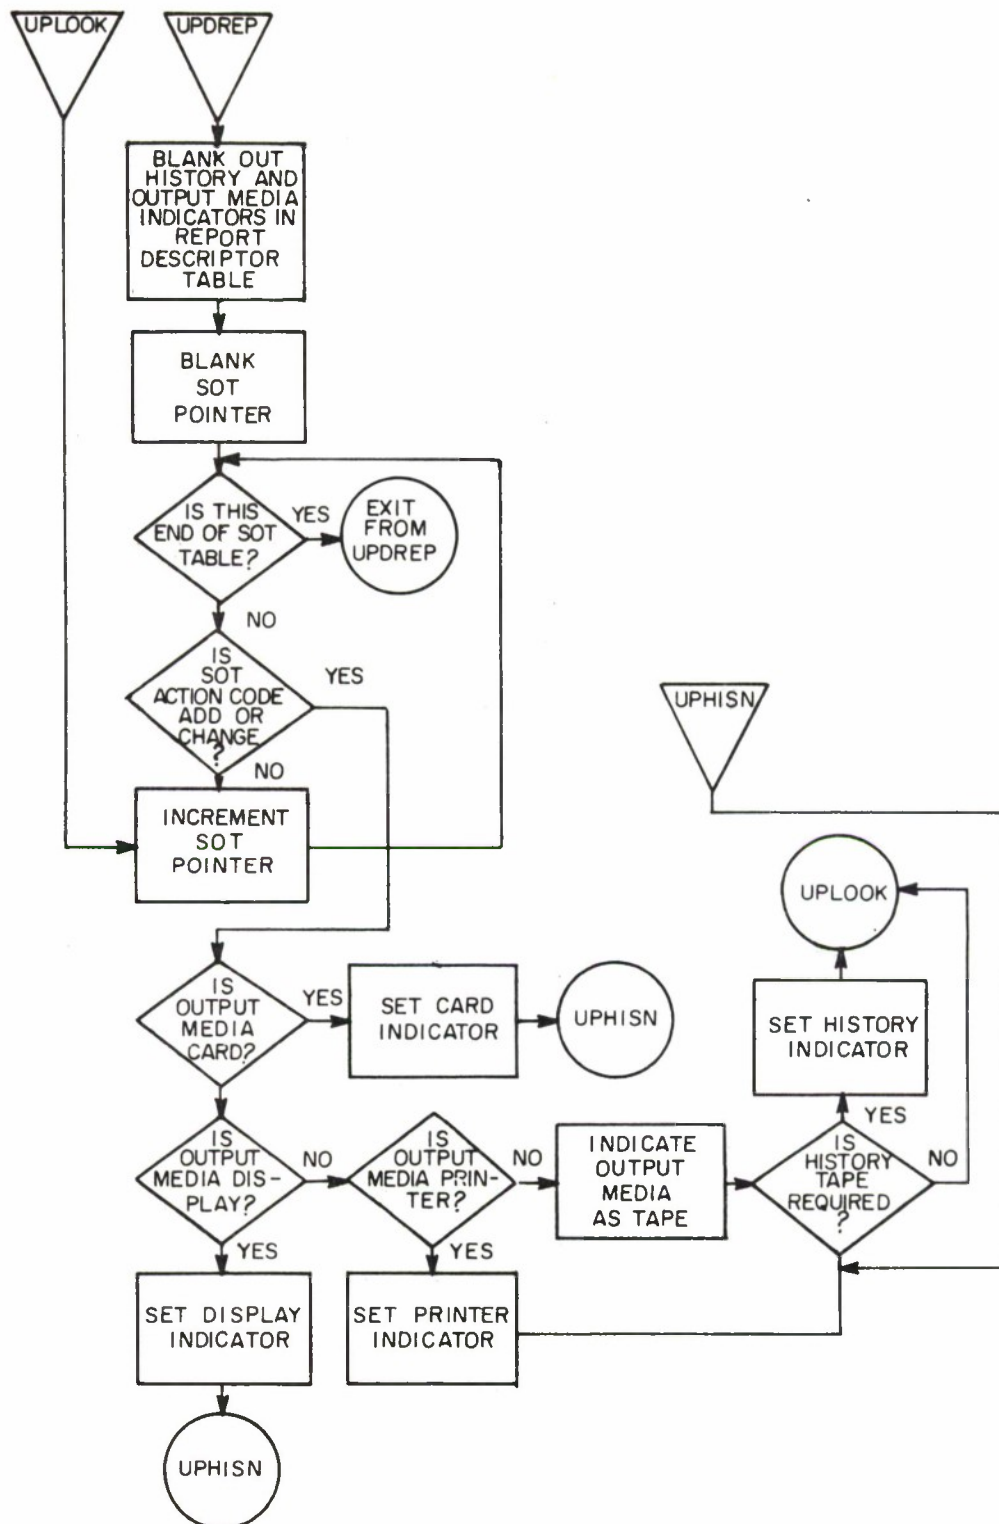 UPLOOK
UPDREP
BLANK OUT
HISTORY AND
OUTPUT MEDIA
INDICATORS IN
REPORT
DESCRIPTOR
TABLE
BLANK
SOT
POINTER
IS THIS
END OF SOT
TABLE?
YES
EXIT
FROM
UPDREP
NO
IS
SOT
ACTION CODE
ADD OR
CHANGE
?
YES
NO
INCREMENT
SOT
POINTER
UPHISN
UPLOOK
IS
OUTPUT
MEDIA
CARD?
YES
SET CARD
INDICATOR
UPHISN
SET HISTORY
INDICATOR
YES
IS
OUTPUT
MEDIA DIS-
PLAY?
NO
IS
OUTPUT
MEDIA PRIN-
TER?
NO
INDICATE
OUTPUT
MEDIA
AS TAPE
IS
HISTORY
TAPE
REQUIRED
?
NO
YES
YES
SET DISPLAY
INDICATOR
SET PRINTER
INDICATOR
UPHISN